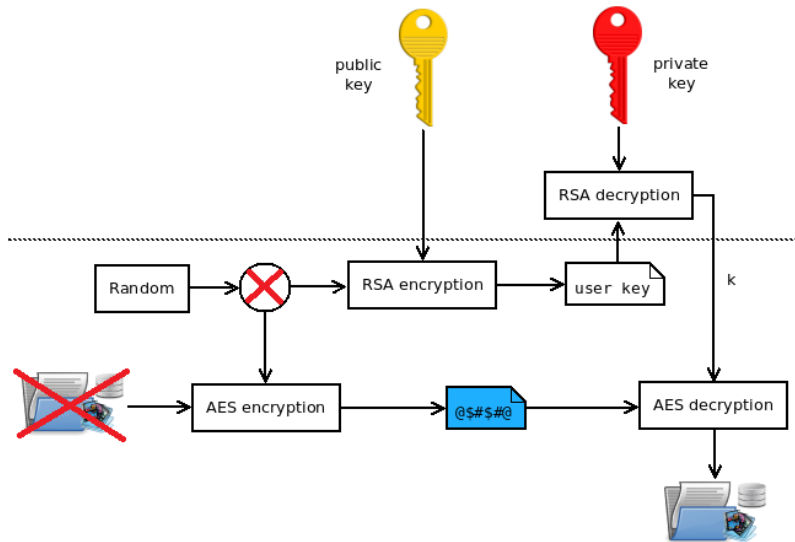 public
key
private
key
RSA decryption
Random
RSA encryption
user key
k
AES encryption
@$#$#@
AES decryption